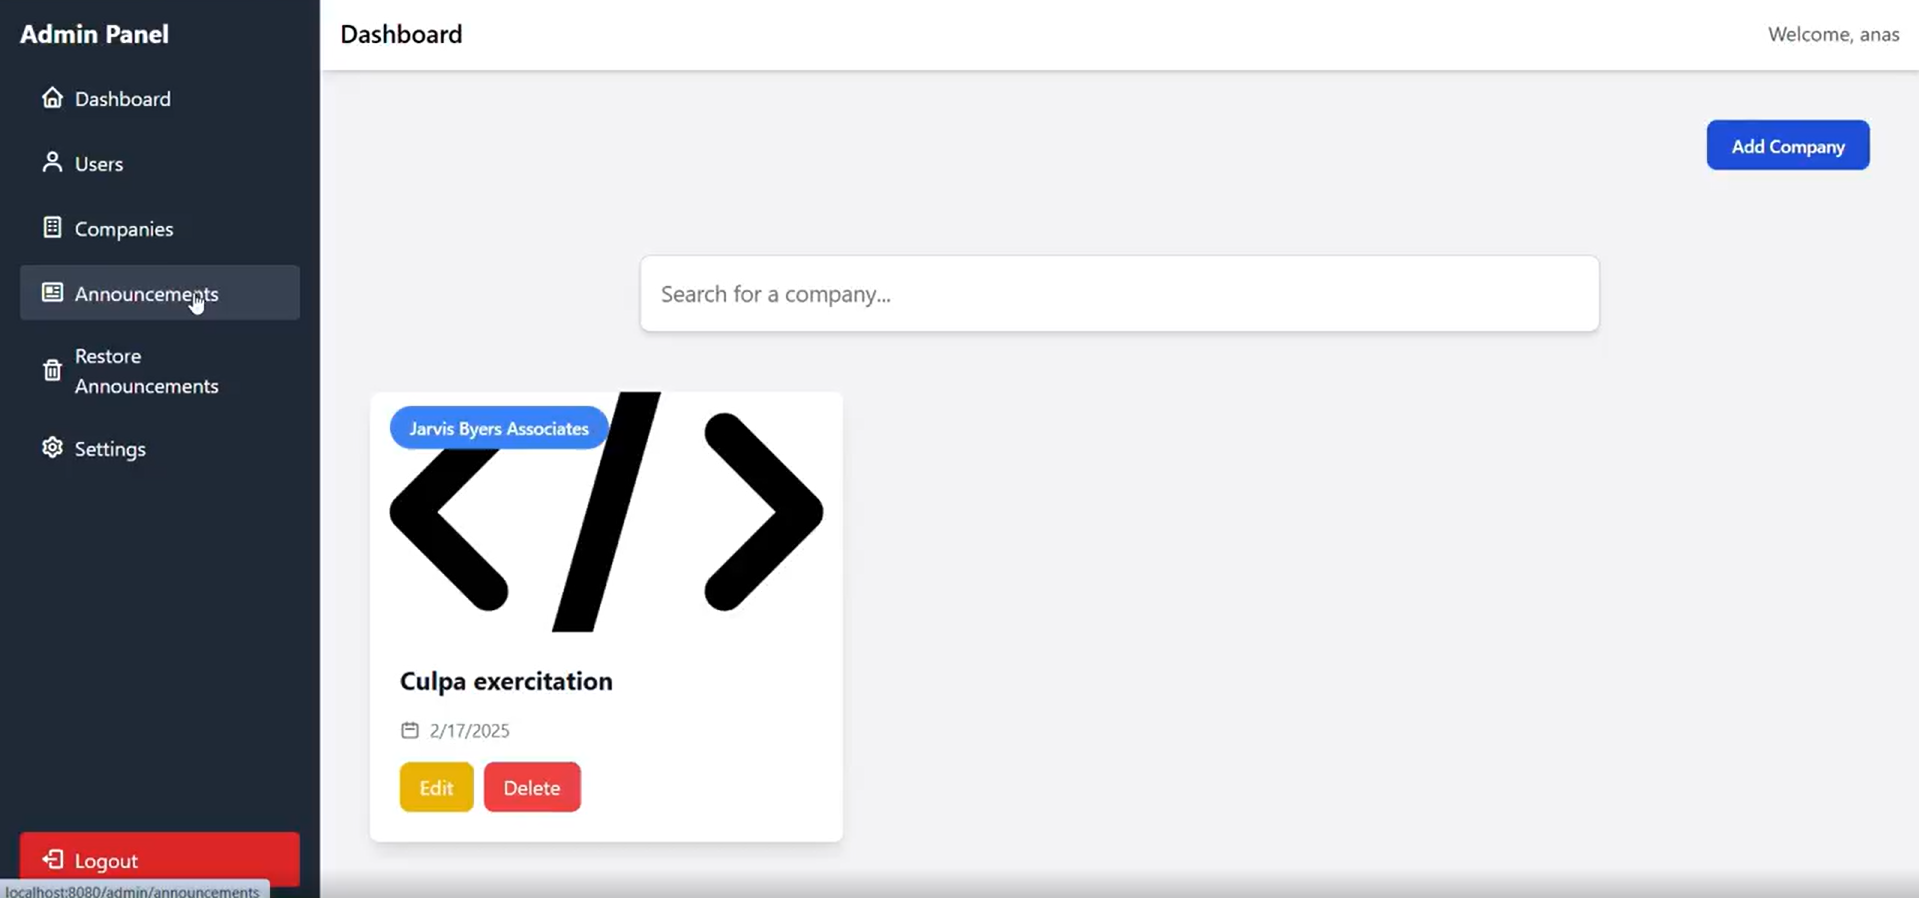 Admin Panel
Dashboard
Welcome, anas
Dashboard
Users
Companies
Announcements
Restore
Announcements
Settings
Logout
localhost:8080/admin/announcements
Add Company
Search for a company...
Jarvis Byers Associates
Culpa exercitation
2/17/2025
Edit
Delete